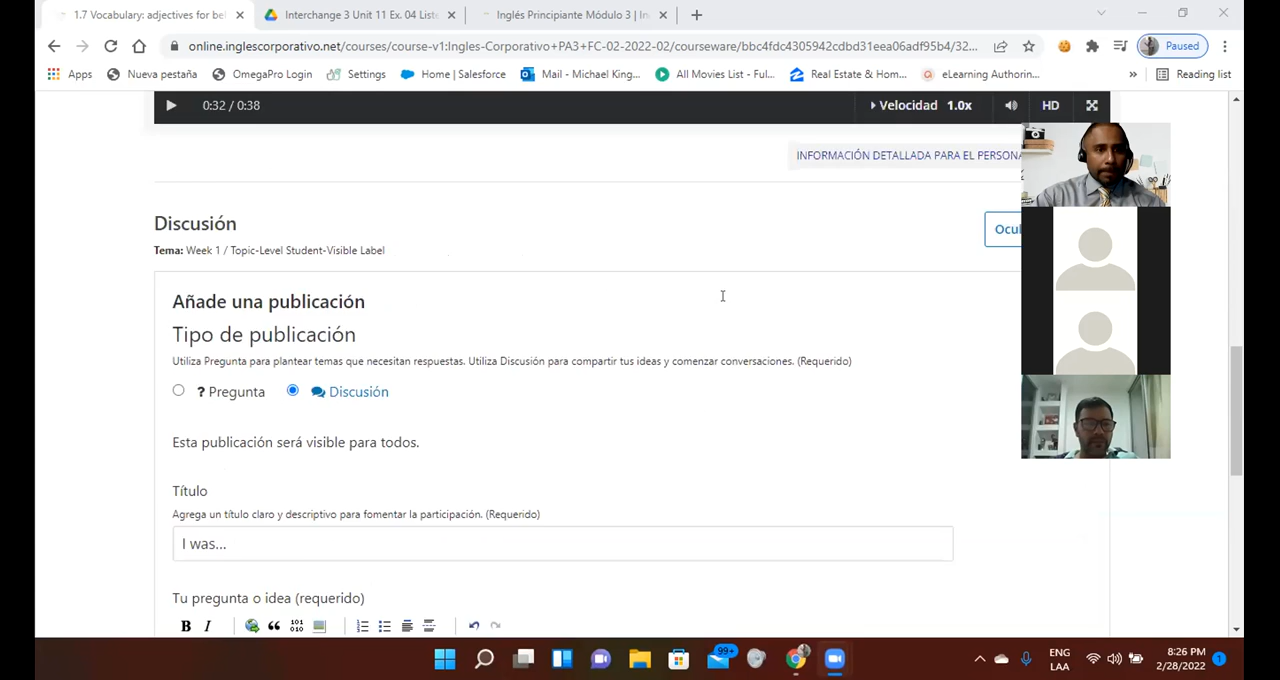 1.7 Vocabulary: adjectives for bel
Interchange 3 Unit 11 Ex. 04 List
Inglés Principiante Módulo 3 | In
online.inglescorporativo.net/courses/course-v1:Ingles-Corporativo+PA3+FC-02-2022-02/courseware/bbc4fdc4305942cdbd31eea06adf95b4/32...
Paused
Apps
Nueva pestaña
OmegaPro Login
Settings
Home | Salesforce
Mail - Michael King...
All Movies List - Ful...
Real Estate & Hom...
eLearning Authorin...
»
Reading list
0:32 / 0:38
Velocidad 1.0x
HD
INFORMACIÓN DETALLADA PARA EL PERSONA
Discusión
Tema: Week 1 / Topic-Level Student-Visible Label
Ocul
Añade una publicación
Tipo de publicación
Utiliza Pregunta para plantear temas que necesitan respuestas. Utiliza Discusión para compartir tus ideas y comenzar conversaciones. (Requerido)
? Pregunta
Discusión
Esta publicación será visible para todos.
Título
Agrega un título claro y descriptivo para fomentar la participación. (Requerido)
I was...
Tu pregunta o idea (requerido)
B I
99+
ENG
LAA
8:26 PM
2/28/2022
1